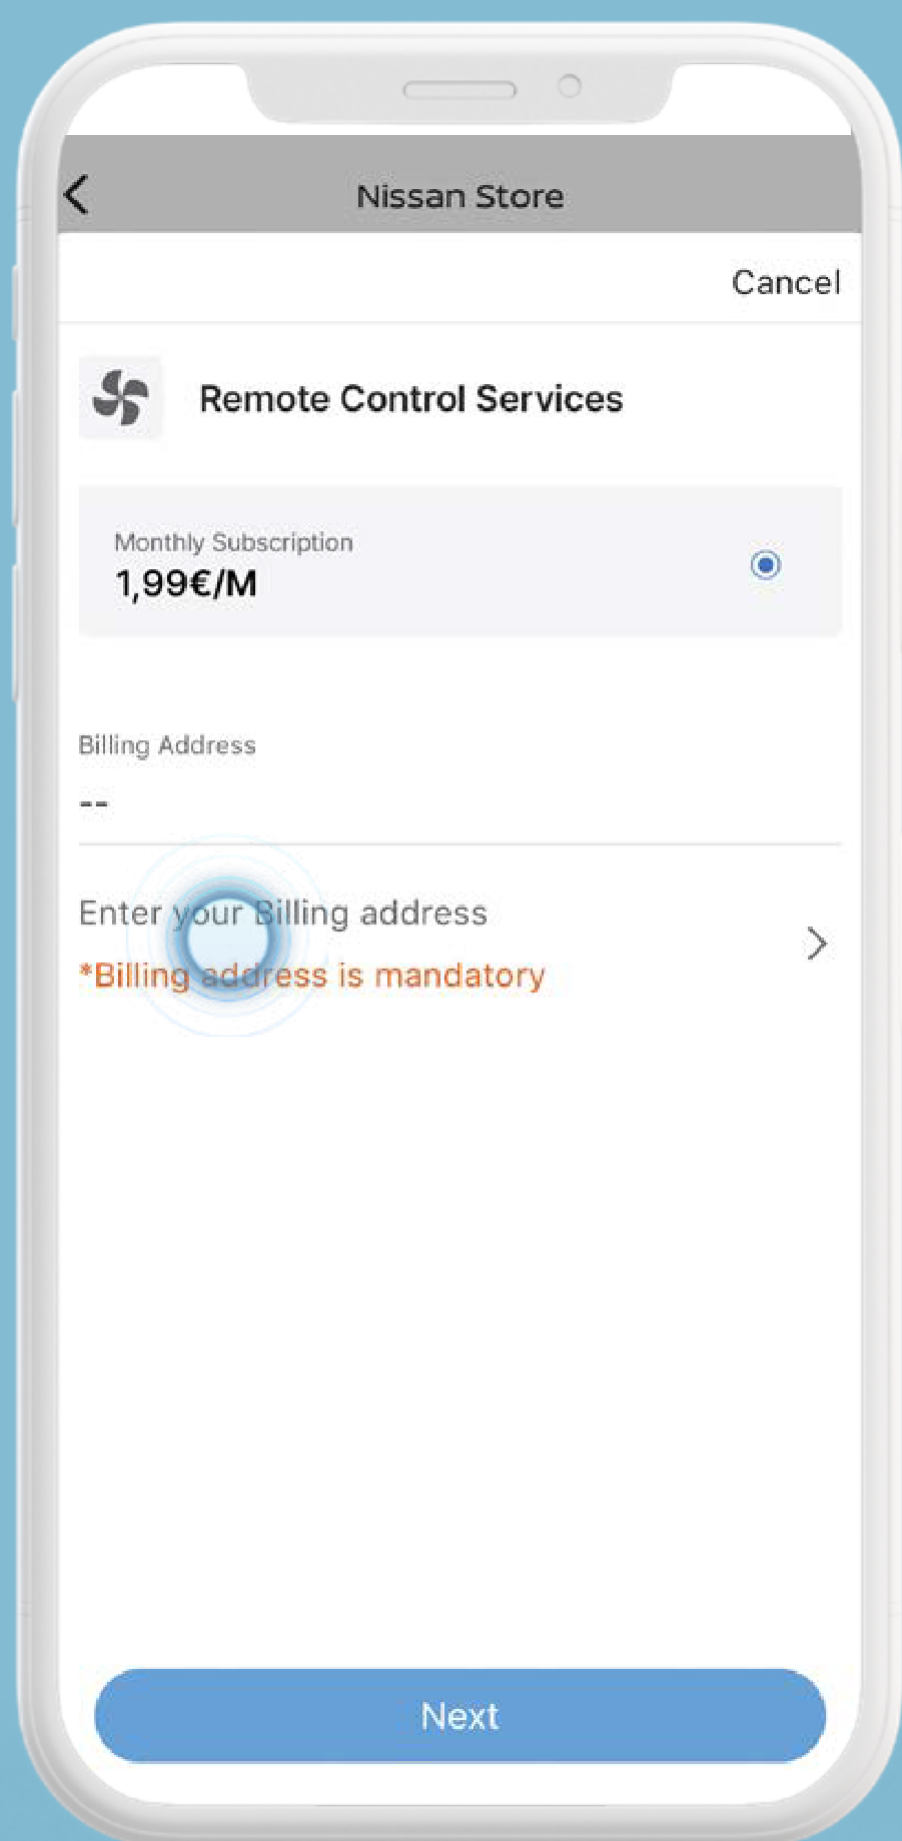 Nissan Store
Cancel
Remote Control Services
Monthly Subscription
1,99€/M
Billing Address
--
Enter your Billing address
*Billing address is mandatory
Next